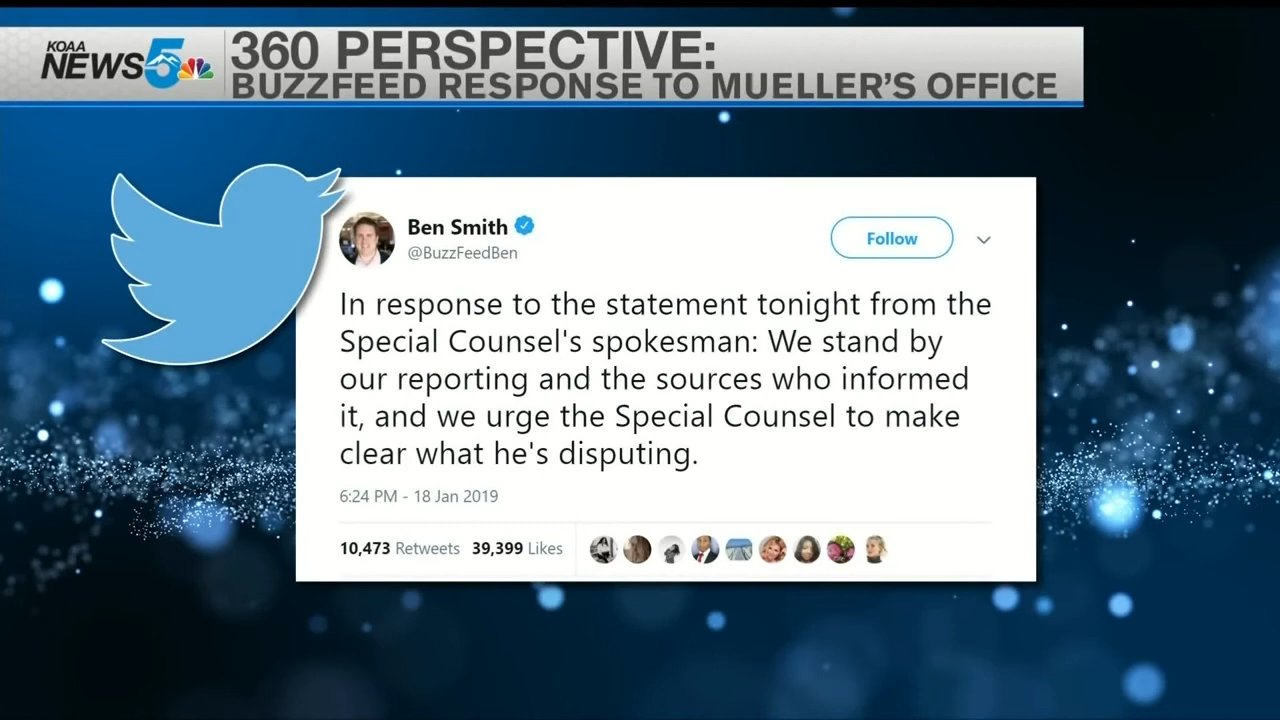 KOAA
NEWS5
360 PERSPECTIVE:
BUZZFEED RESPONSE TO MUELLER'S OFFICE
Ben Smith
@BuzzFeedBen
Follow
In response to the statement tonight from the
Special Counsel's spokesman: We stand by
our reporting and the sources who informed
it, and we urge the Special Counsel to make
clear what he's disputing.
6:24 PM - 18 Jan 2019
10,473 Retweets 39,399 Likes